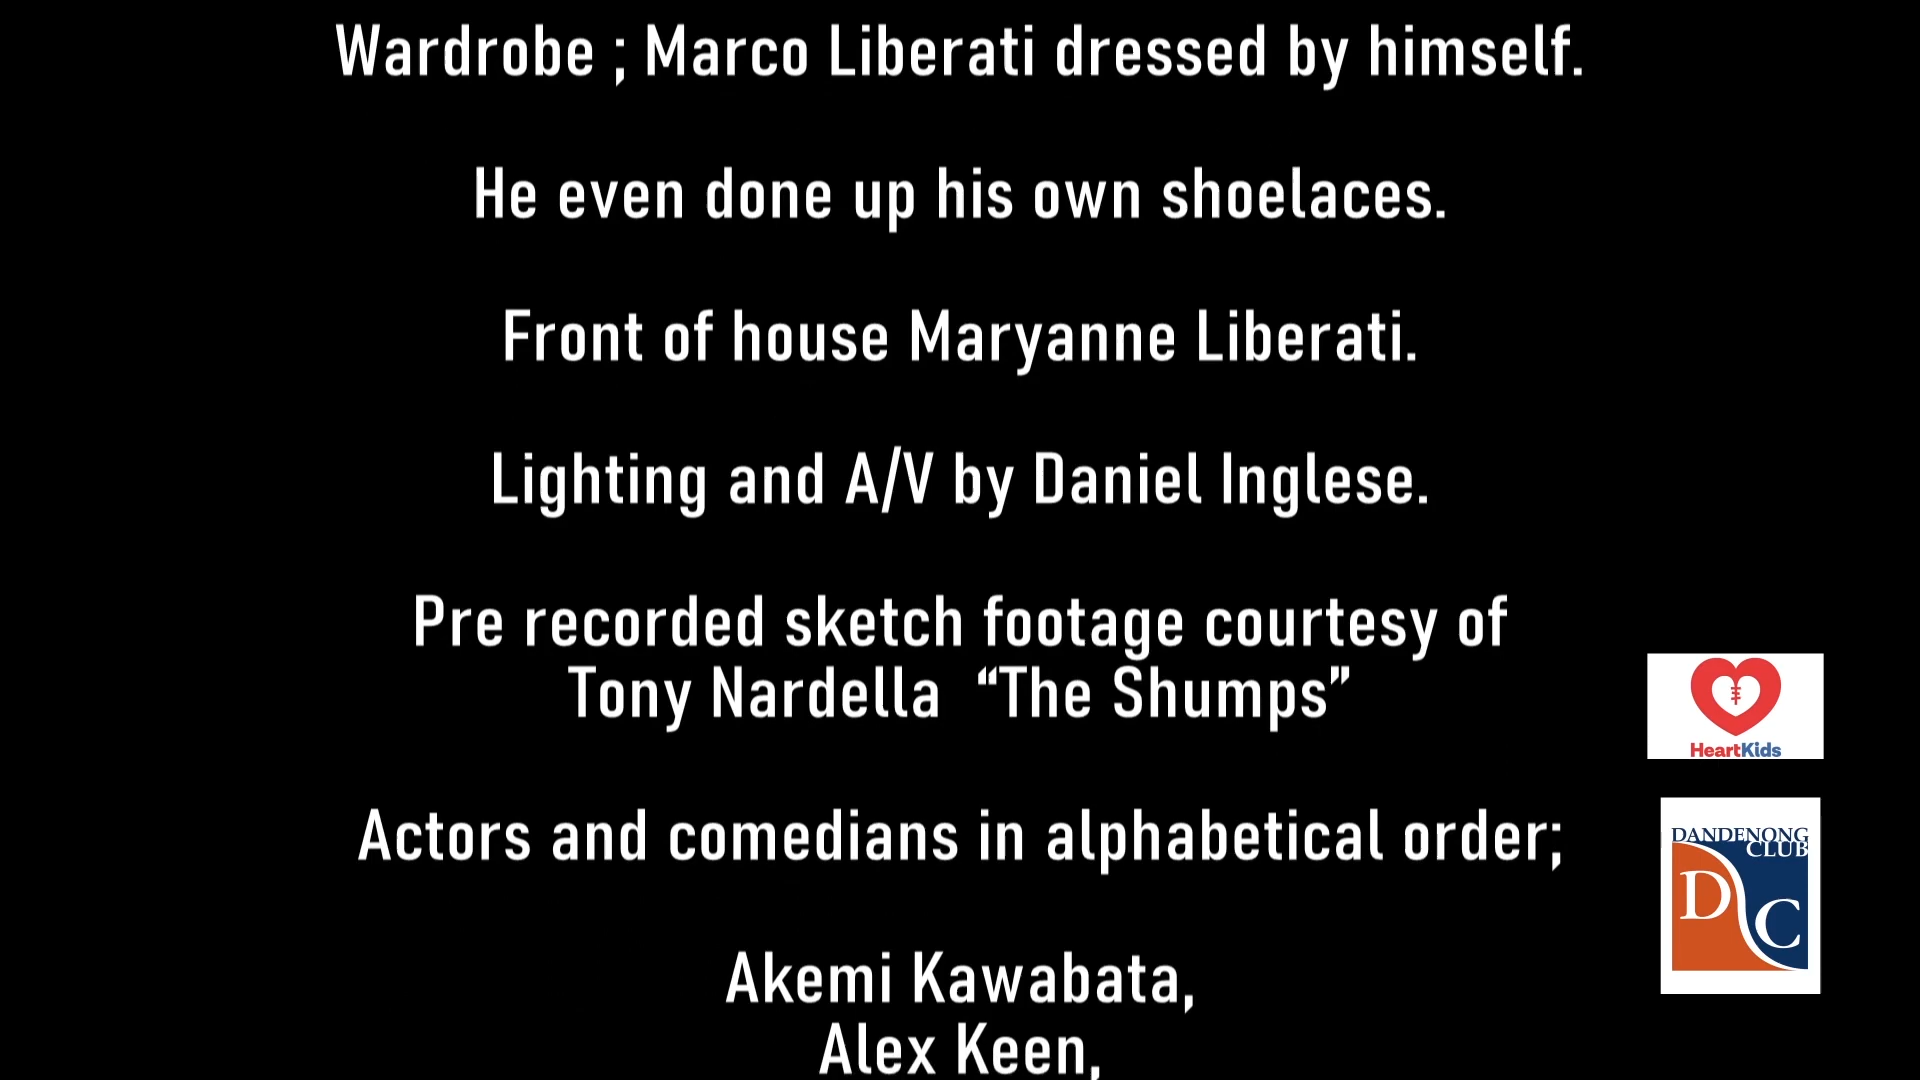 Wardrobe ; Marco Liberati dressed by himself.
He even done up his own shoelaces.
Front of house Maryanne Liberati.
Lighting and A/V by Daniel Inglese.
Pre recorded sketch footage courtesy of
Tony Nardella “The Shumps”
HeartKids
Actors and comedians in alphabetical order;
DANDENONG
CLUB
D C
Akemi Kawabata,
Alex Keen,